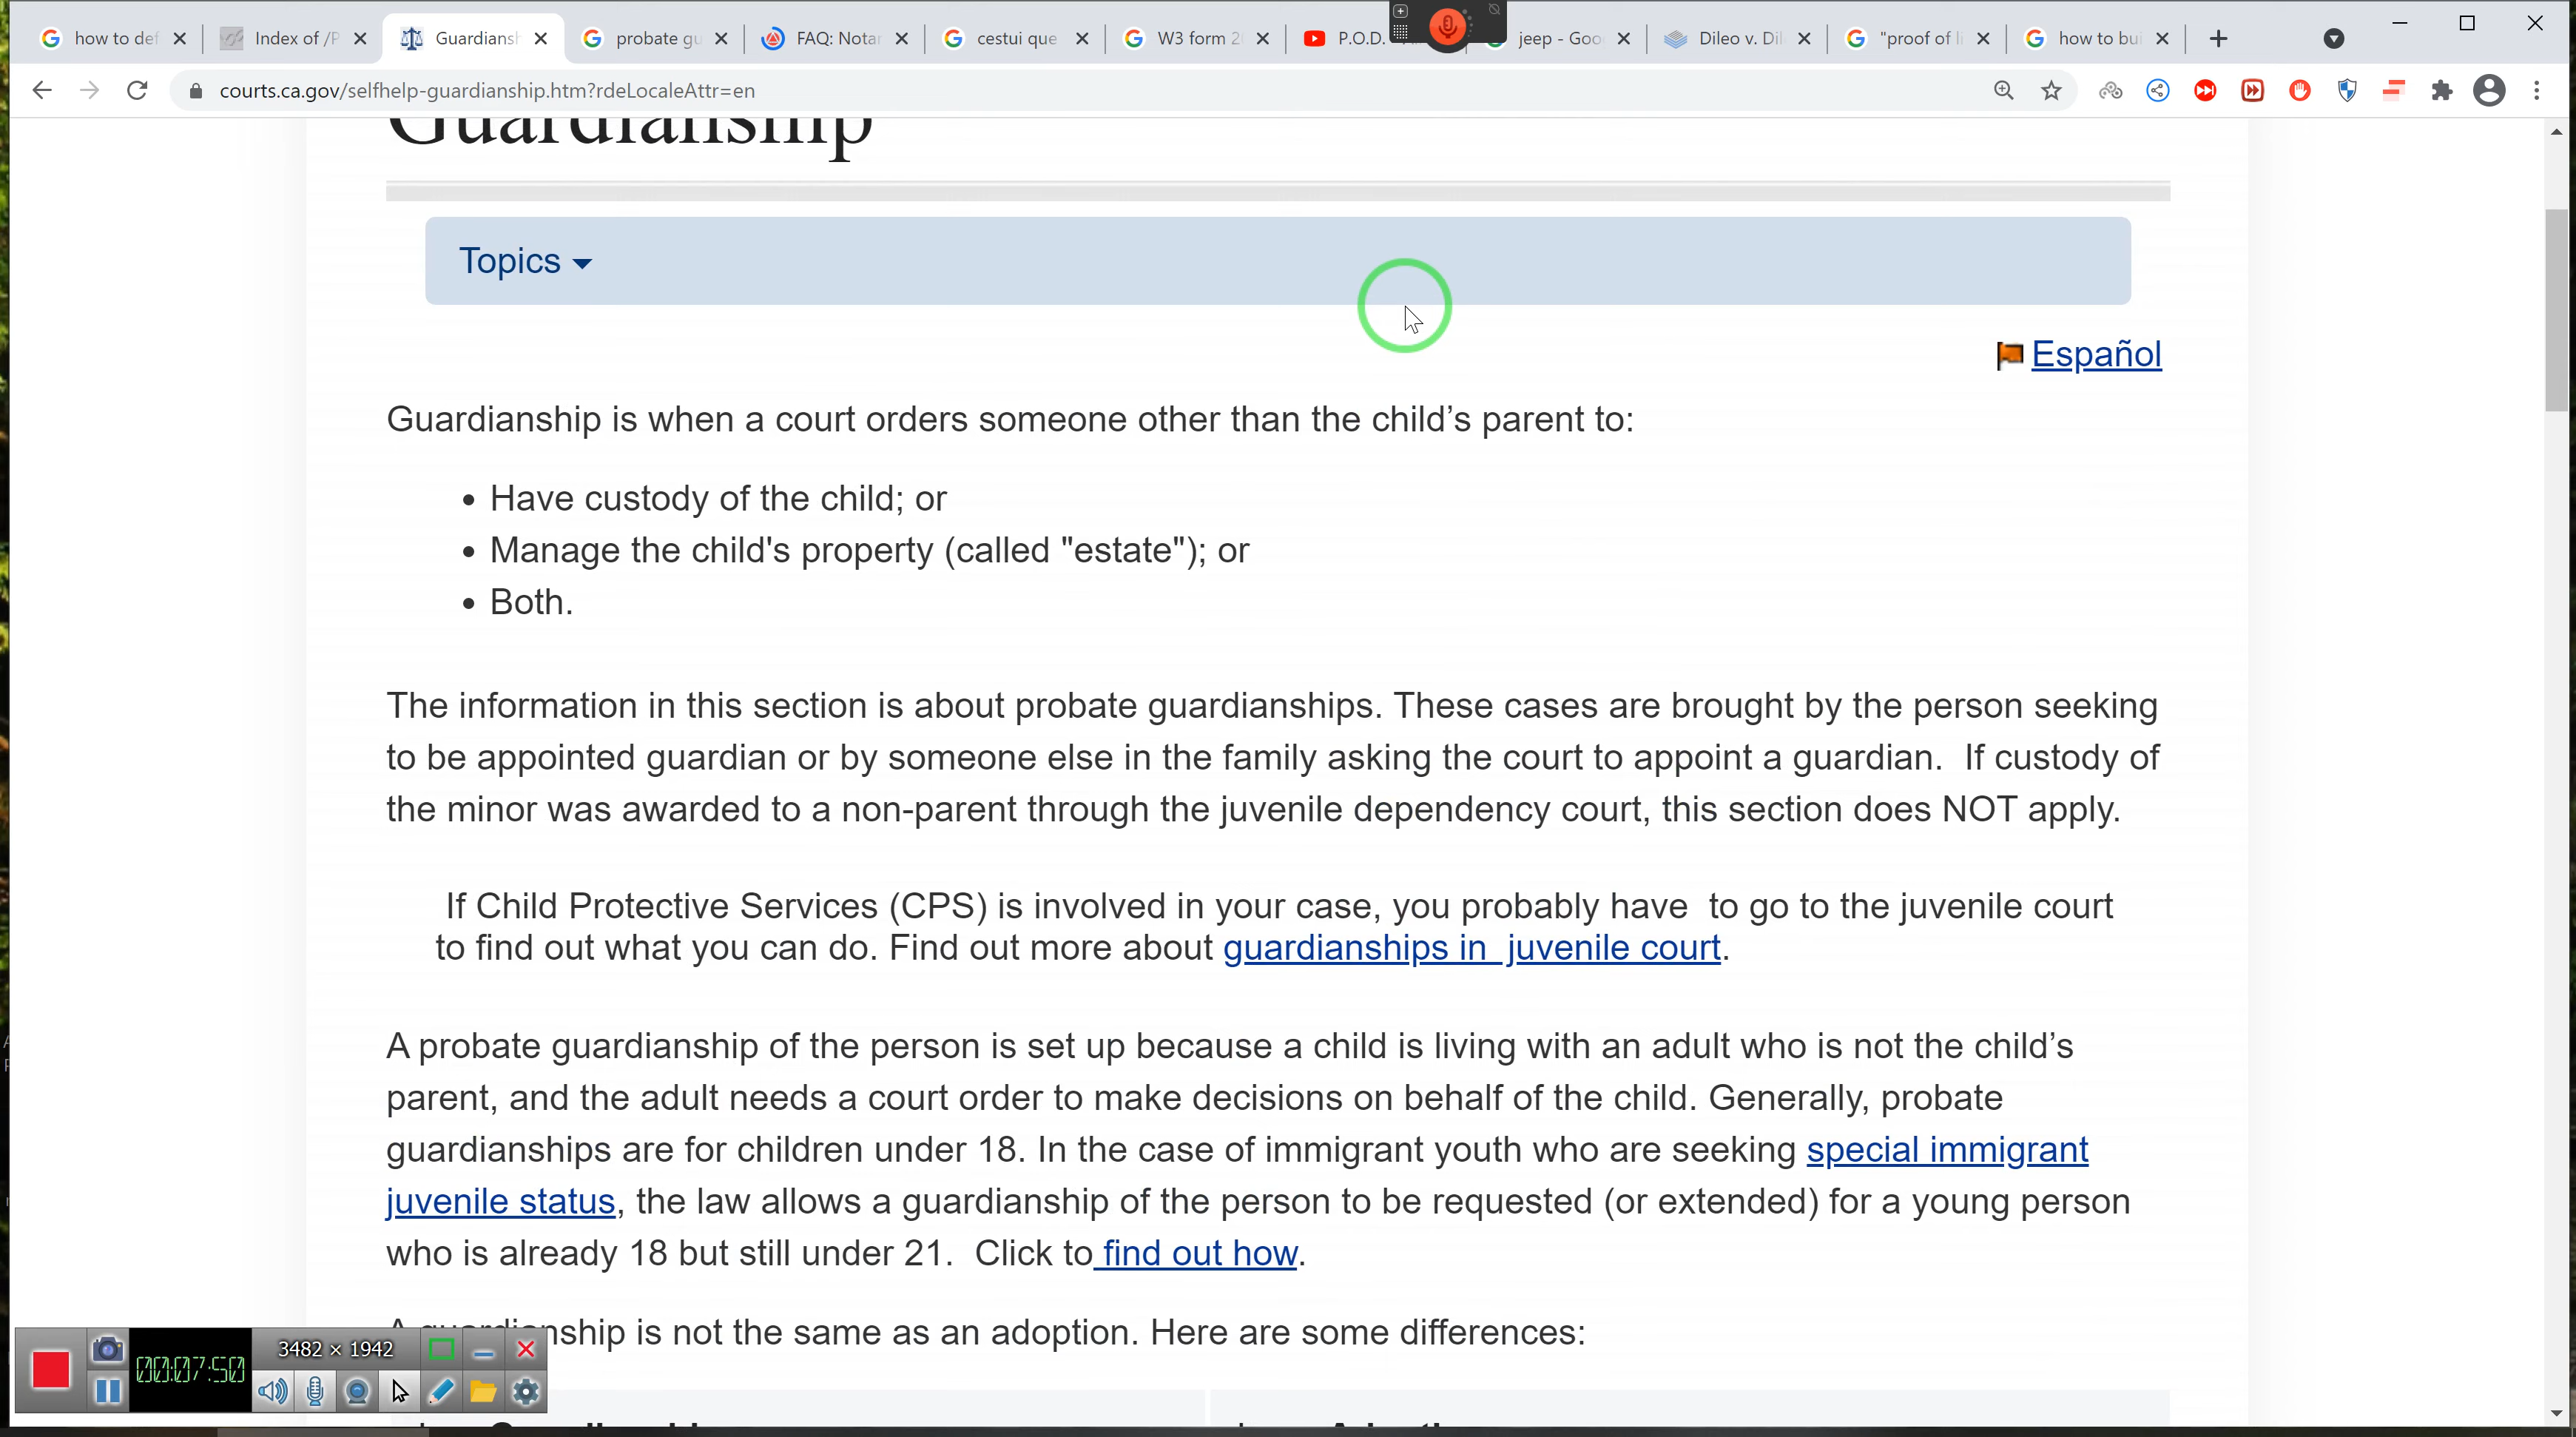 how to def
Index of /P
Guardiansh
probate gu
FAQ: Notar
cestui que
W3 form 2
P.O.D.
jeep - Goo
Dileo v. Dil
"proof of li
how to bui
courts.ca.gov/selfhelp-guardianship.htm?rdeLocaleAttr=en
Guardianship
Topics
Español
Guardianship is when a court orders someone other than the child’s parent to:
• Have custody of the child; or
• Manage the child's property (called "estate"); or
• Both.
The information in this section is about probate guardianships. These cases are brought by the person seeking
to be appointed guardian or by someone else in the family asking the court to appoint a guardian.  If custody of
the minor was awarded to a non-parent through the juvenile dependency court, this section does NOT apply.
If Child Protective Services (CPS) is involved in your case, you probably have  to go to the juvenile court
to find out what you can do. Find out more about guardianships in  juvenile court.
A probate guardianship of the person is set up because a child is living with an adult who is not the child’s
parent, and the adult needs a court order to make decisions on behalf of the child. Generally, probate
guardianships are for children under 18. In the case of immigrant youth who are seeking special immigrant
juvenile status, the law allows a guardianship of the person to be requested (or extended) for a young person
who is already 18 but still under 21.  Click to find out how.
A guardianship is not the same as an adoption. Here are some differences:
00:07:50
3482 × 1942